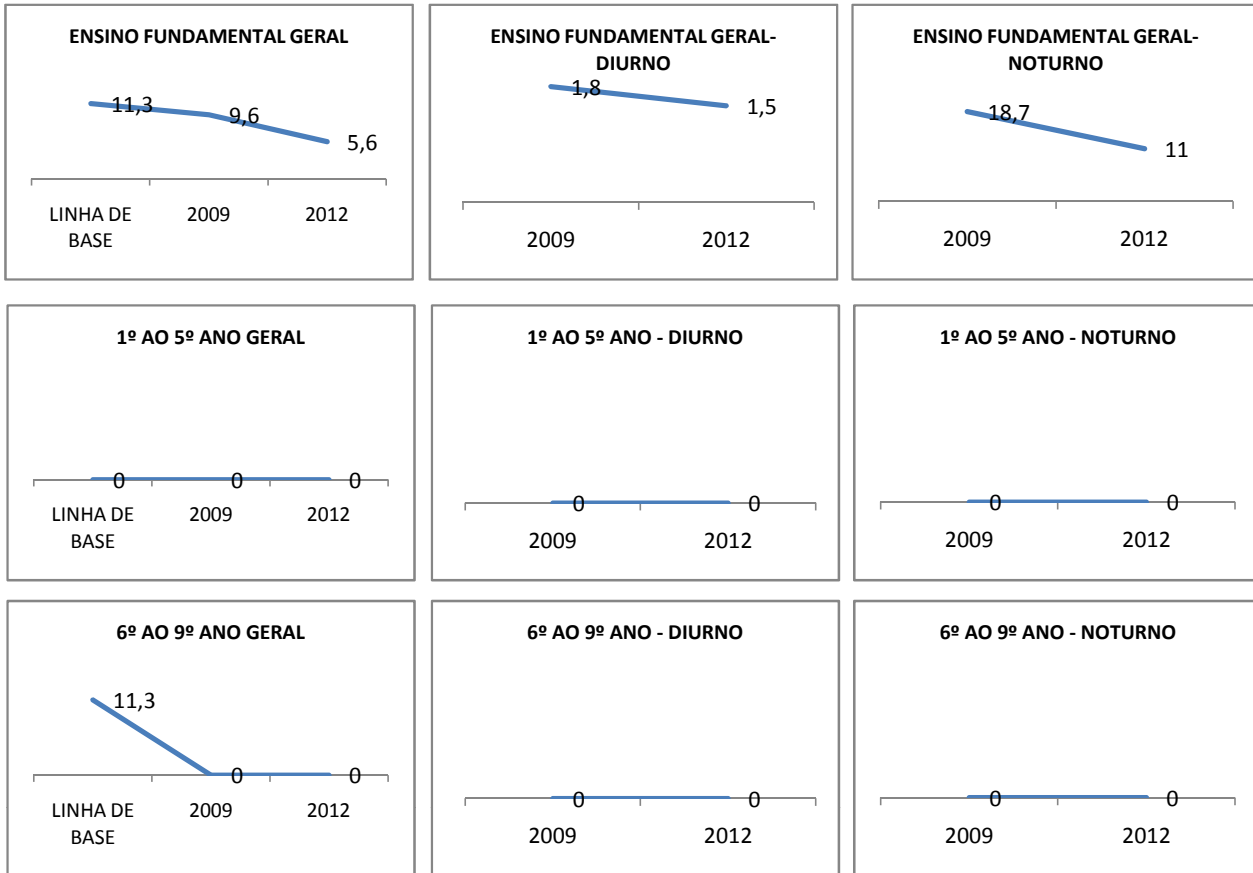 ENSINO FUNDAMENTAL GERAL
11,3
9,6
5,6
LINHA DE
BASE
2009
2012
ENSINO FUNDAMENTAL GERAL-
DIURNO
1,8
1,5
2009
2012
ENSINO FUNDAMENTAL GERAL-
NOTURNO
18,7
11
2009
2012
1º AO 5º ANO GERAL
0
0
0
LINHA DE
BASE
2009
2012
1º AO 5º ANO - DIURNO
0
0
2009
2012
1º AO 5º ANO - NOTURNO
0
0
2009
2012
6º AO 9º ANO GERAL
11,3
0
0
LINHA DE
BASE
2009
2012
6º AO 9º ANO - DIURNO
0
0
2009
2012
6º AO 9º ANO - NOTURNO
0
0
2009
2012